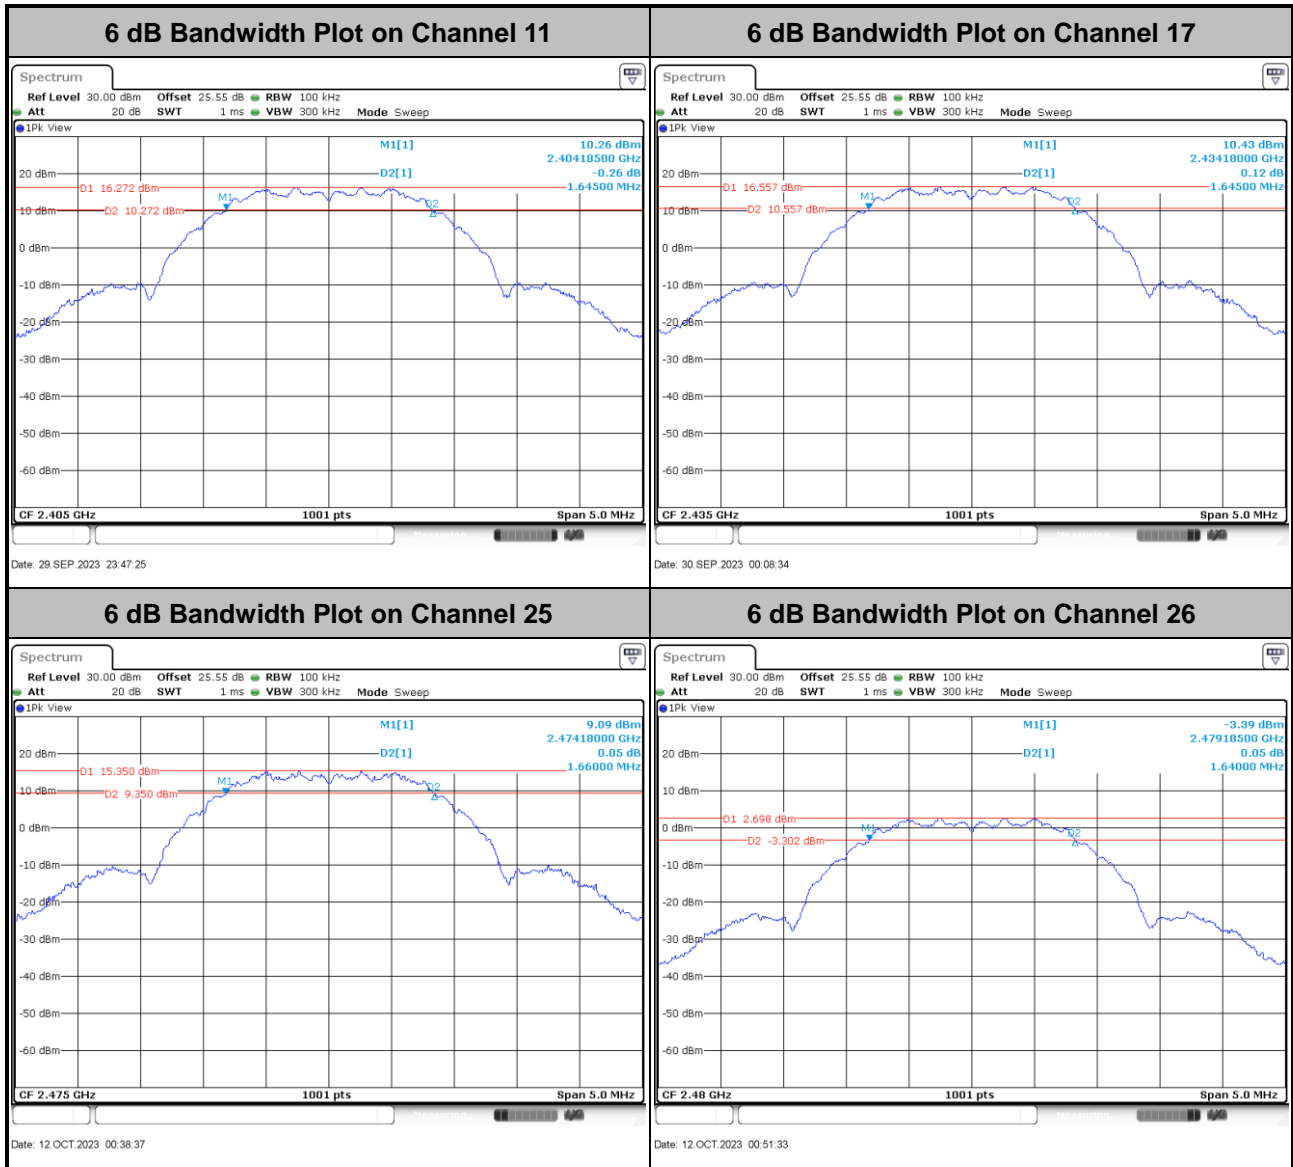 6 dB Bandwidth Plot on Channel 11
Spectrum
Ref Level 30.00 dBm Offset 25.55 dB RBW 100 kHz
Att 20 dB SWT 1 ms VBW 300 kHz Mode Sweep
1Pk View
M1[1] 10.26 dBm
2.40418500 GHz
20 dBm
D2[1] -0.26 dB
1.64500 MHz
D1 16.272 dBm
M1
D2
10 dBm
D2 10.272 dBm
0 dBm
-10 dBm
-20 dBm
-30 dBm
-40 dBm
-50 dBm
-60 dBm
CF 2.405 GHz 1001 pts Span 5.0 MHz
Measuring...
Date: 29.SEP.2023 23:47:25
6 dB Bandwidth Plot on Channel 17
Spectrum
Ref Level 30.00 dBm Offset 25.55 dB RBW 100 kHz
Att 20 dB SWT 1 ms VBW 300 kHz Mode Sweep
1Pk View
M1[1] 10.43 dBm
2.43418000 GHz
20 dBm
D2[1] 0.12 dB
1.64500 MHz
D1 16.557 dBm
M1
D2
10 dBm
D2 10.557 dBm
0 dBm
-10 dBm
-20 dBm
-30 dBm
-40 dBm
-50 dBm
-60 dBm
CF 2.435 GHz 1001 pts Span 5.0 MHz
Measuring...
Date: 30.SEP.2023 00:08:34
6 dB Bandwidth Plot on Channel 25
Spectrum
Ref Level 30.00 dBm Offset 25.55 dB RBW 100 kHz
Att 20 dB SWT 1 ms VBW 300 kHz Mode Sweep
1Pk View
M1[1] 9.09 dBm
2.47418000 GHz
20 dBm
D2[1] 0.05 dB
1.66000 MHz
D1 15.350 dBm
M1
D2
10 dBm
D2 9.350 dBm
0 dBm
-10 dBm
-20 dBm
-30 dBm
-40 dBm
-50 dBm
-60 dBm
CF 2.475 GHz 1001 pts Span 5.0 MHz
Measuring...
Date: 12.OCT.2023 00:38:37
6 dB Bandwidth Plot on Channel 26
Spectrum
Ref Level 30.00 dBm Offset 25.55 dB RBW 100 kHz
Att 20 dB SWT 1 ms VBW 300 kHz Mode Sweep
1Pk View
M1[1] -3.39 dBm
2.47918500 GHz
20 dBm
D2[1] 0.05 dB
1.64000 MHz
10 dBm
D1 2.698 dBm
0 dBm
M1
D2
D2 -3.302 dBm
-10 dBm
-20 dBm
-30 dBm
-40 dBm
-50 dBm
-60 dBm
CF 2.48 GHz 1001 pts Span 5.0 MHz
Measuring...
Date: 12.OCT.2023 00:51:33